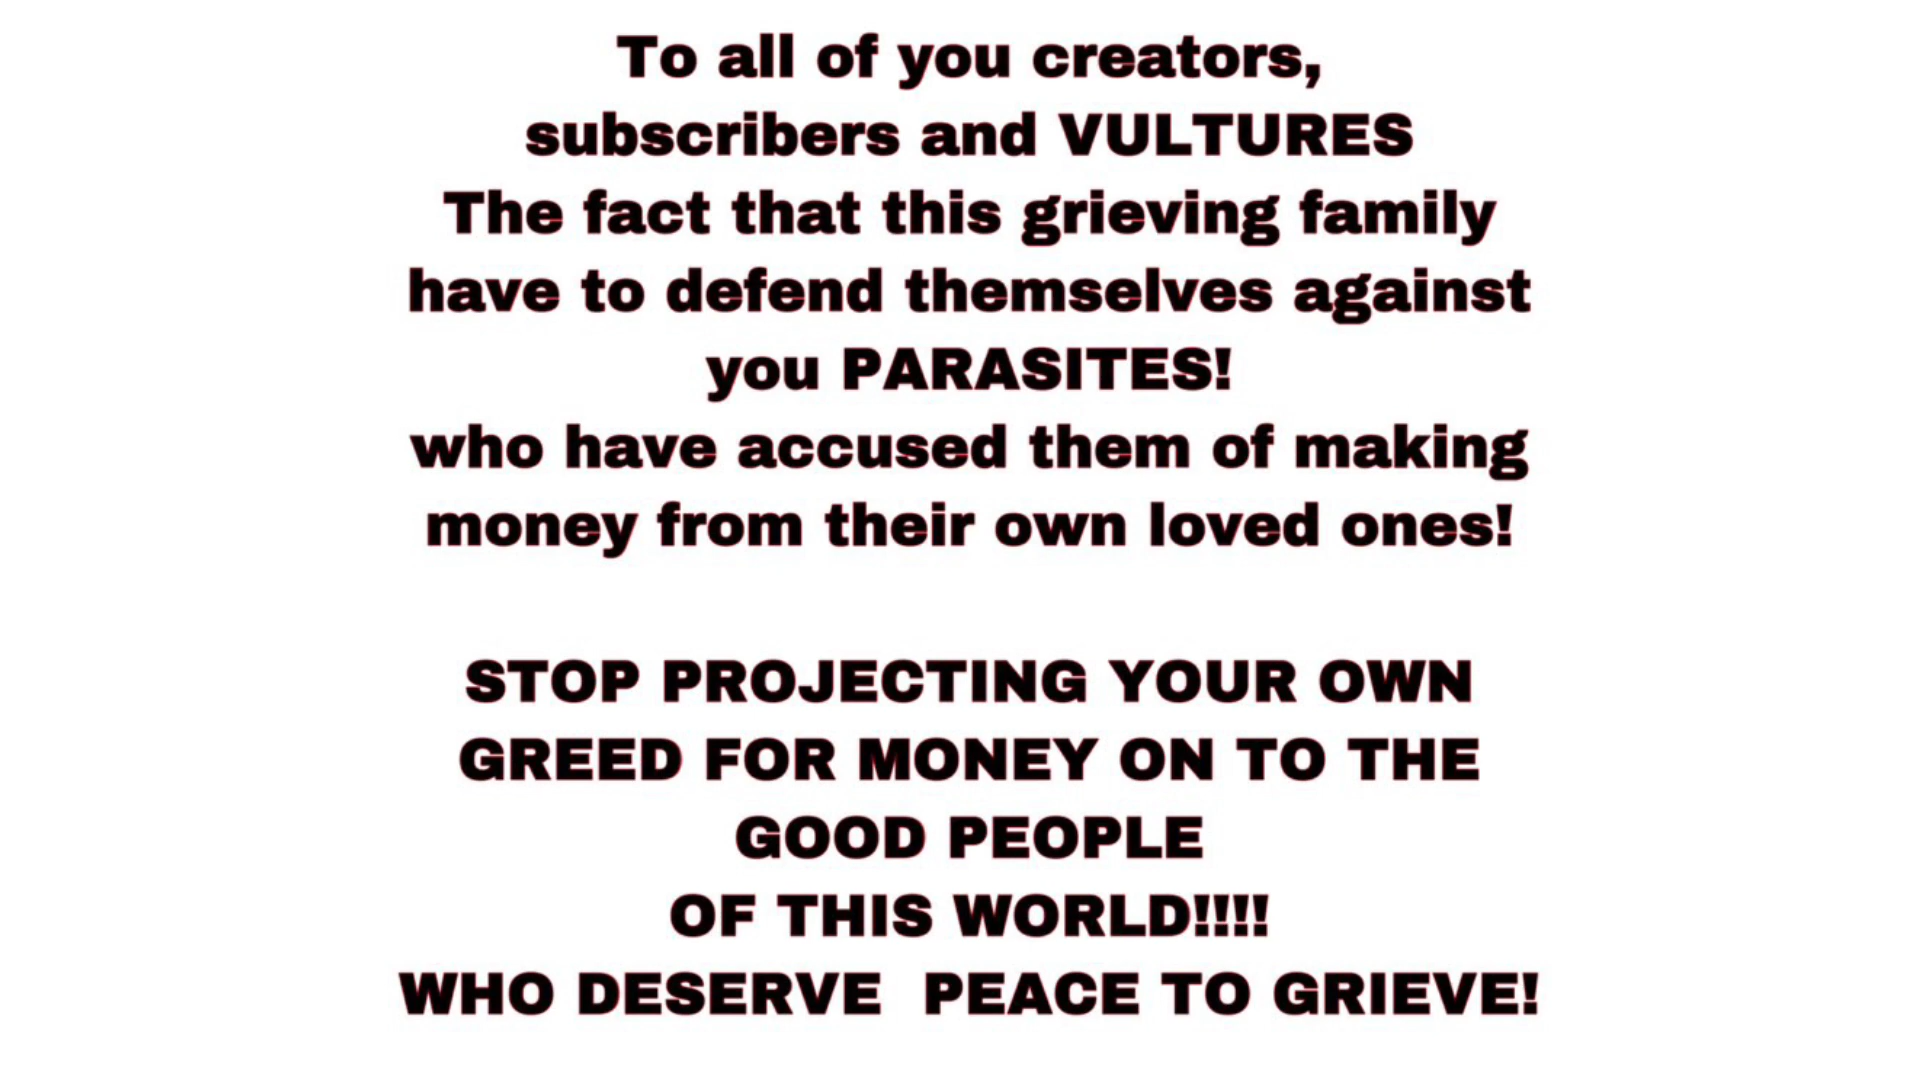 To all of you creators,
subscribers and VULTURES
The fact that this grieving family
have to defend themselves against
you PARASITES!
who have accused them of making
money from their own loved ones!
STOP PROJECTING YOUR OWN
GREED FOR MONEY ON TO THE
GOOD PEOPLE
OF THIS WORLD!!!!
WHO DESERVE  PEACE TO GRIEVE!